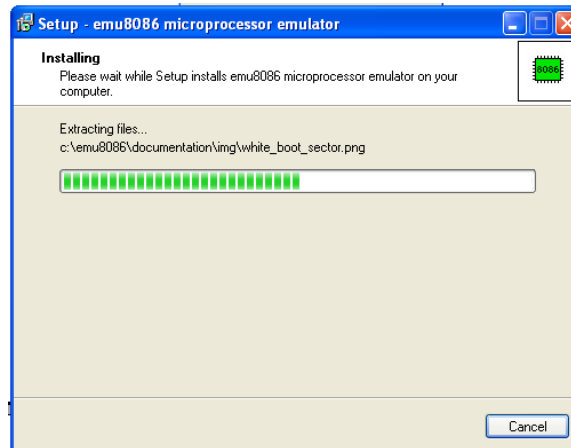 Setup - emu8086 microprocessor emulator
Installing
Please wait while Setup installs emu8086 microprocessor emulator on your
computer.
8086
Extracting files...
c:\emu8086\documentation\img\white_boot_sector.png
Cancel